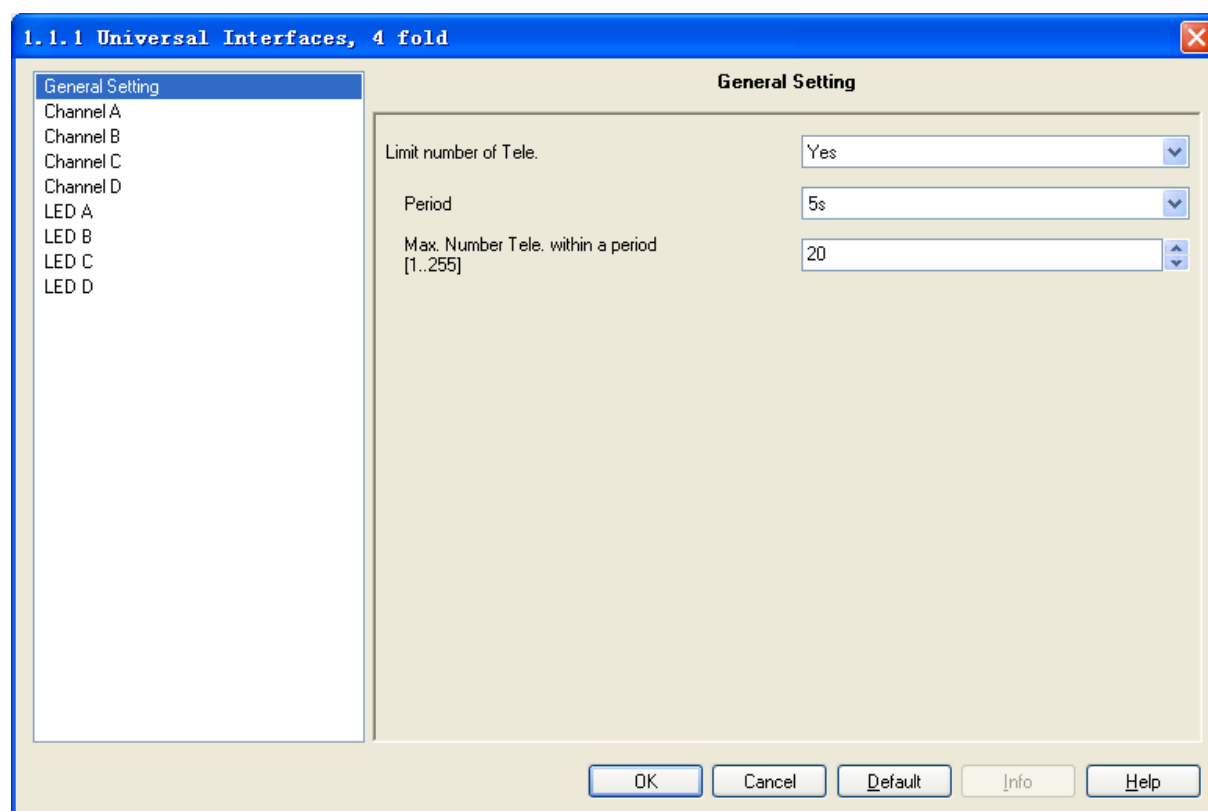 1.1.1 Universal Interfaces, 4 fold
General Setting
Channel A
Channel B
Channel C
Channel D
LED A
LED B
LED C
LED D
General Setting
Limit number of Tele.
Yes
Period
5s
Max. Number Tele. within a period
[1..255]
20
OK
Cancel
Default
Info
Help